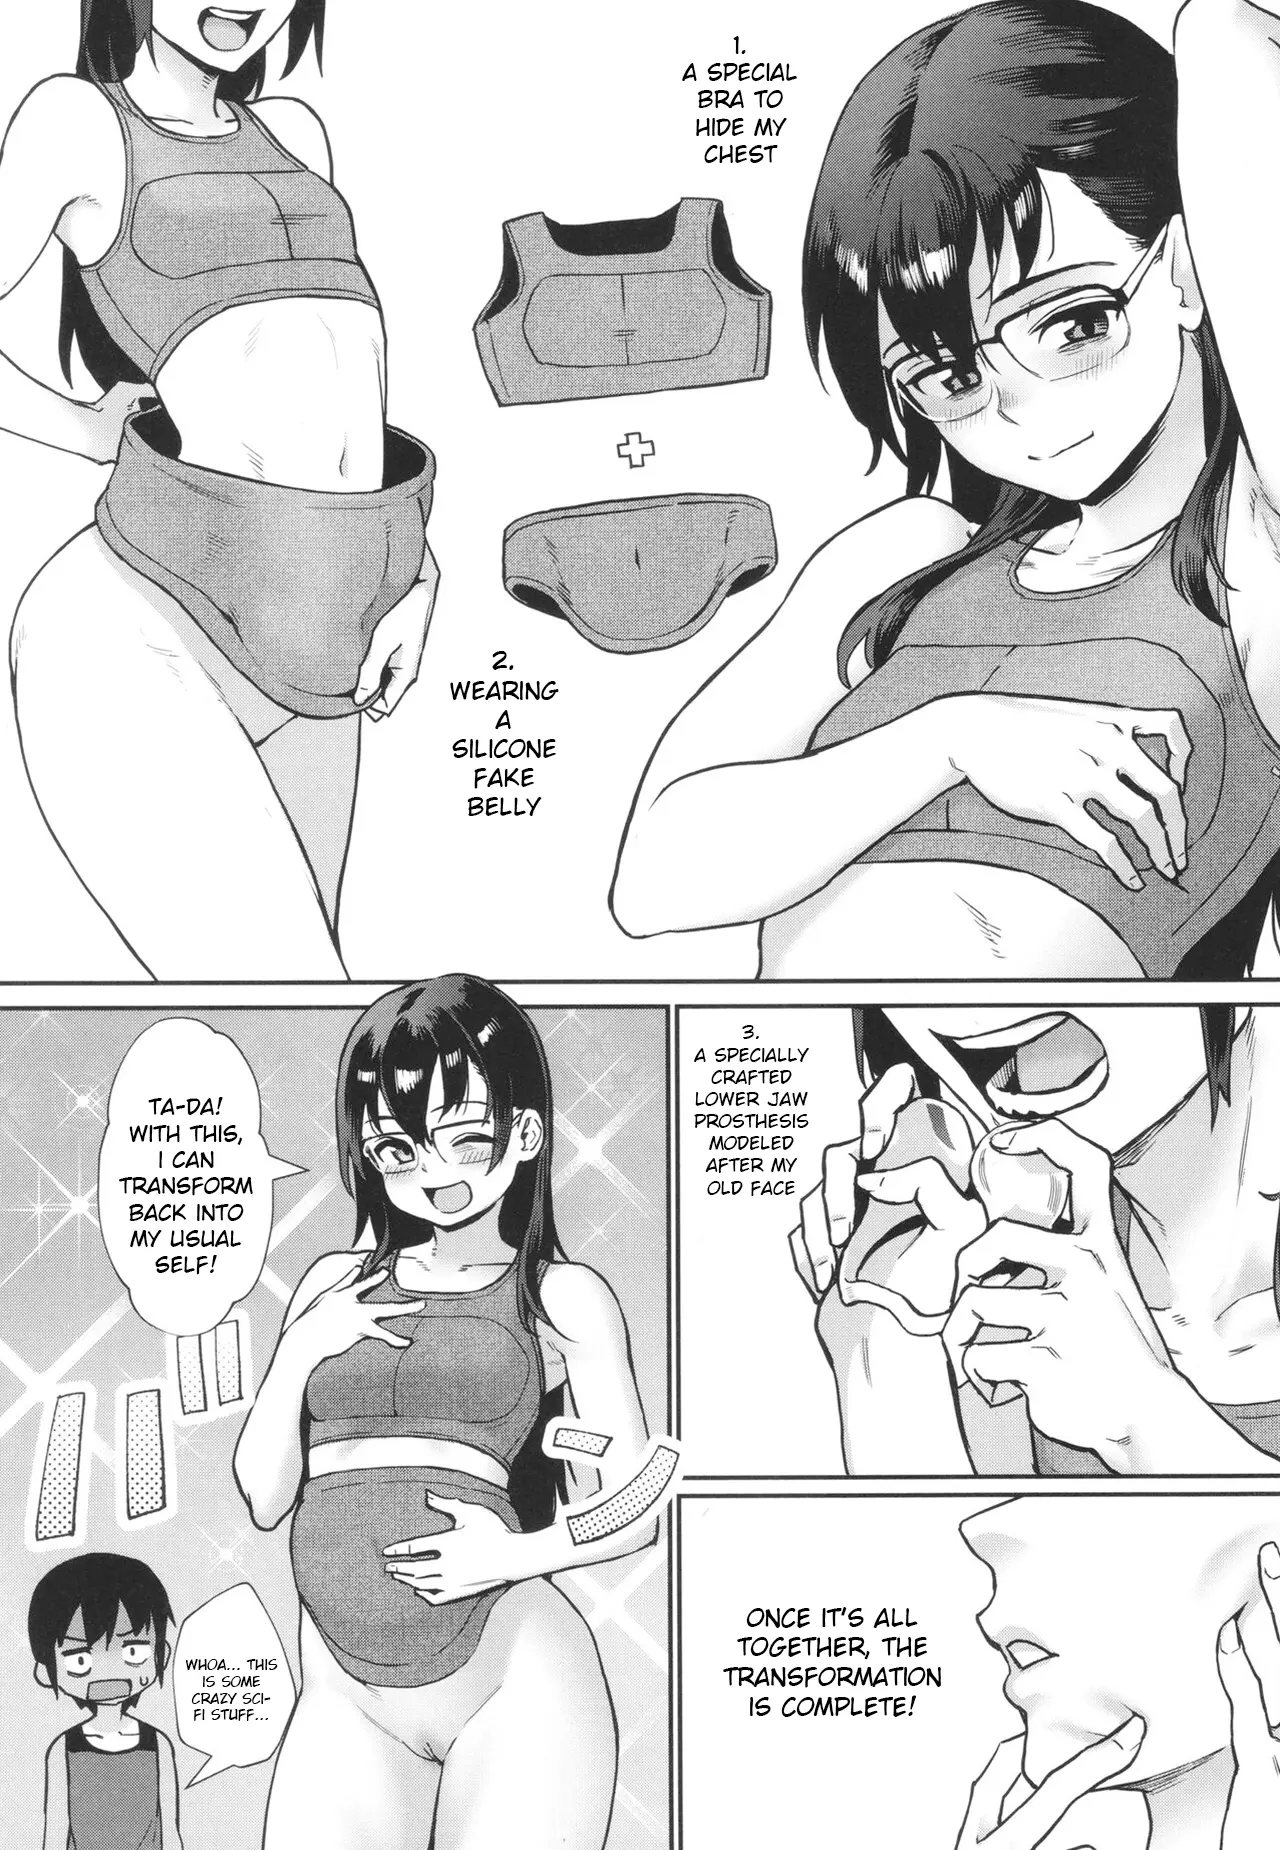 1.
A SPECIAL
BRA TO
HIDE MY
CHEST
2.
WEARING
A
SILICONE
FAKE
BELLY
3.
A SPECIALLY
CRAFTED
LOWER JAW
PROSTHESIS
MODELED
AFTER MY
OLD FACE
ONCE IT'S ALL
TOGETHER, THE
TRANSFORMATION
IS COMPLETE!
TA-DA!
WITH THIS,
I CAN
TRANSFORM
BACK INTO
MY USUAL
SELF!
WHOA... THIS
IS SOME
CRAZY SCI-
FI STUFF...